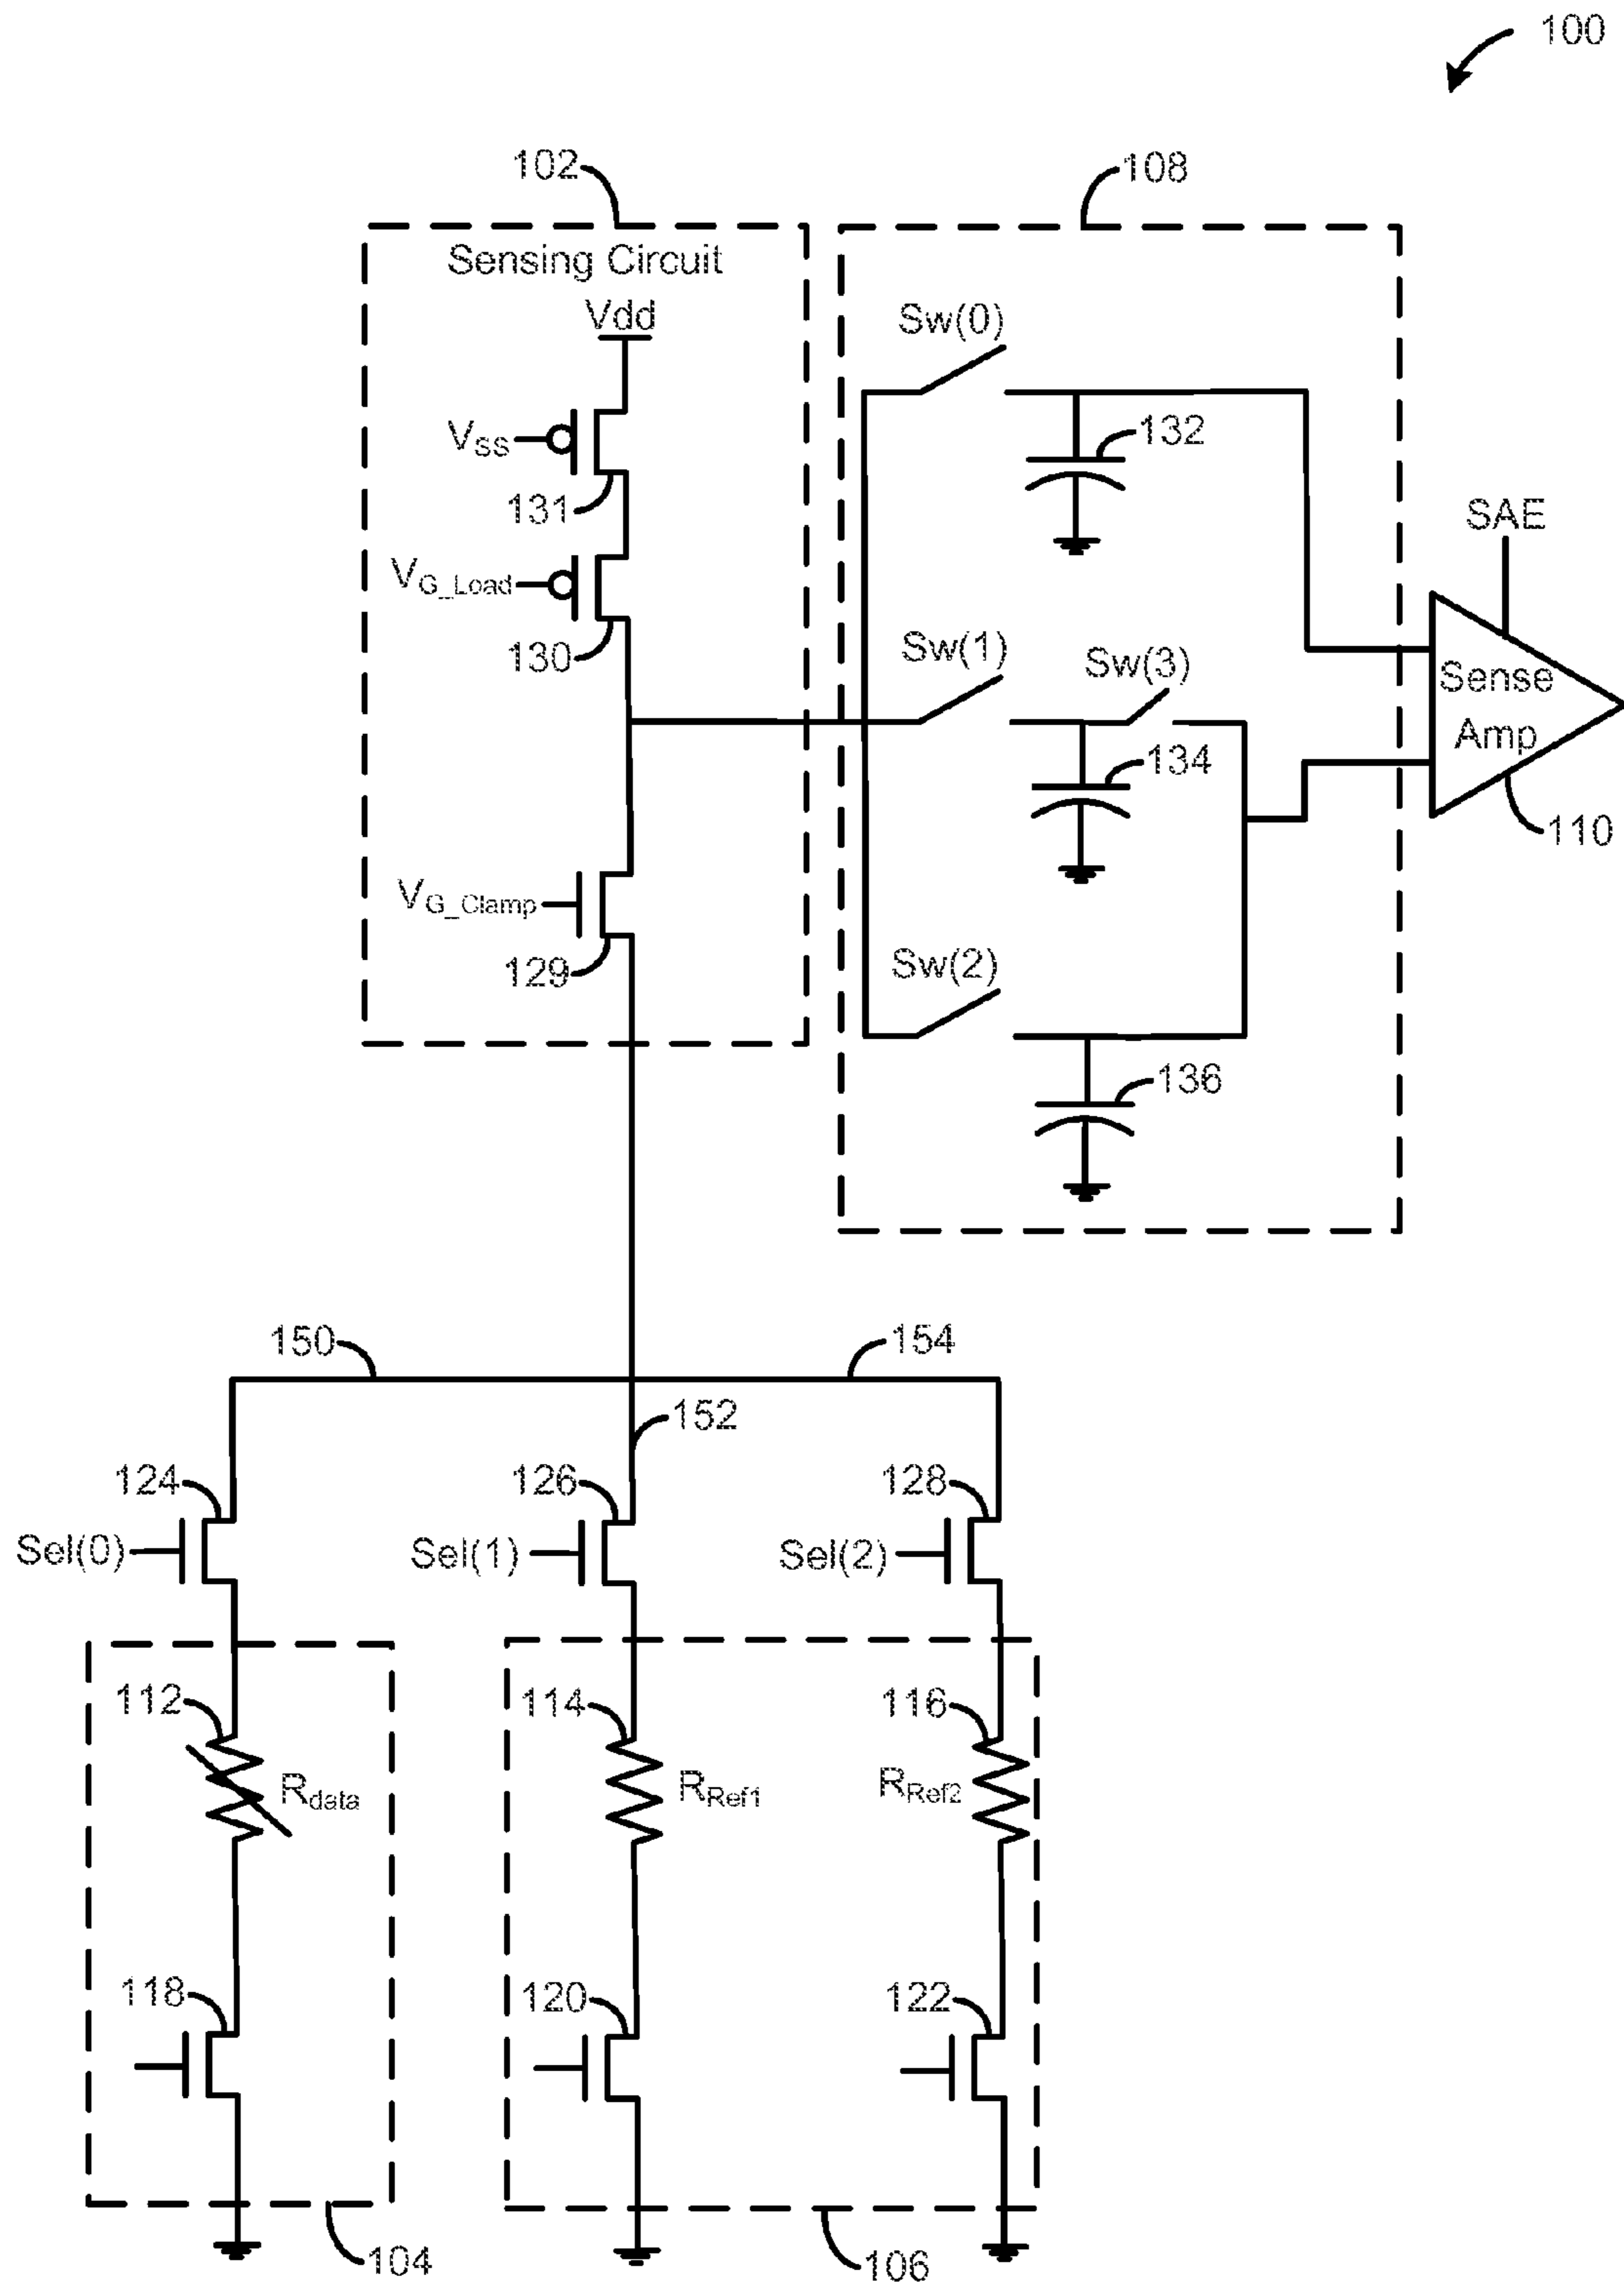 100
102
108
Sensing Circuit
Vdd
Sw(0)
VSS
131
132
SAE
VG_Load
130
Sw(1)
Sw(3)
Sense
Amp
134
110
VG_Clamp
129
Sw(2)
136
150
154
152
124
126
128
Sel(0)
Sel(1)
Sel(2)
112
114
116
Rdata
RRef1
RRef2
118
120
122
104
106